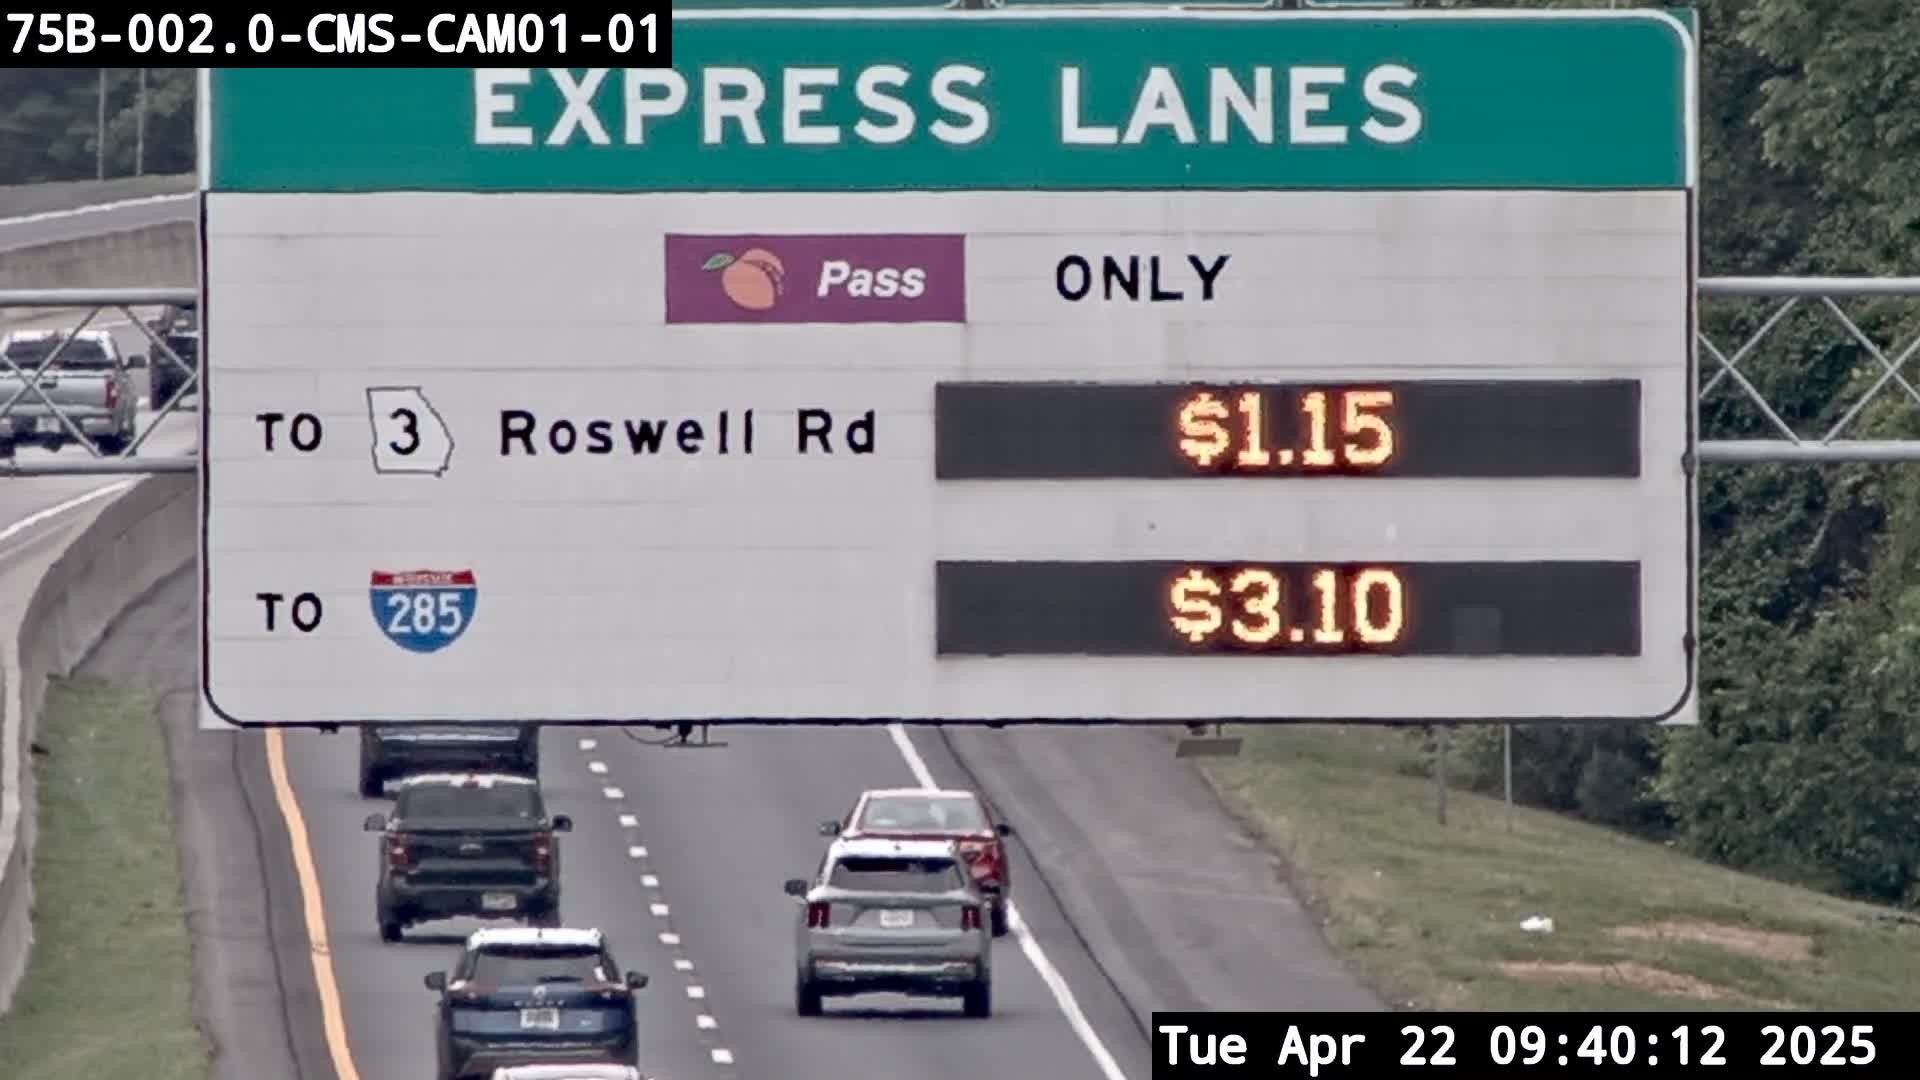 75B-002.0-CMS-CAM01-01
EXPRESS LANES
Pass ONLY
TO 3 Roswell Rd $1.15
TO INTERSTATE 285 $3.10
Tue Apr 22 09:40:12 2025